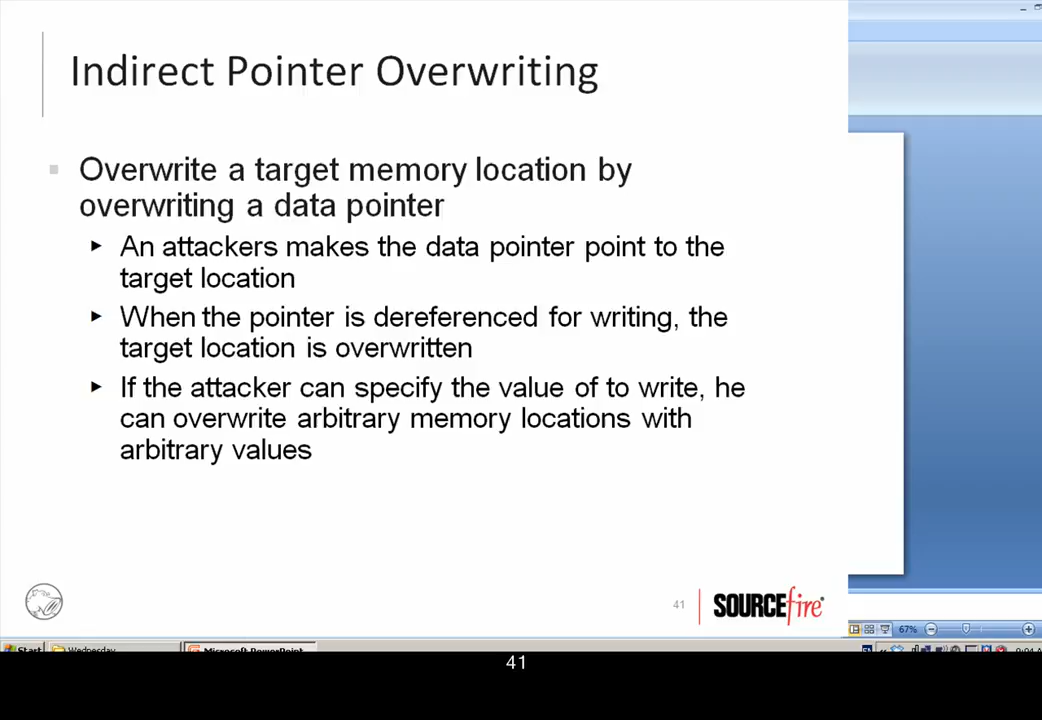 Indirect Pointer Overwriting
Overwrite a target memory location by
overwriting a data pointer
An attackers makes the data pointer point to the
target location
When the pointer is dereferenced for writing, the
target location is overwritten
If the attacker can specify the value of to write, he
can overwrite arbitrary memory locations with
arbitrary values
41
SOURCEfire
67%
Start
Wednesday
Microsoft PowerPoint
41